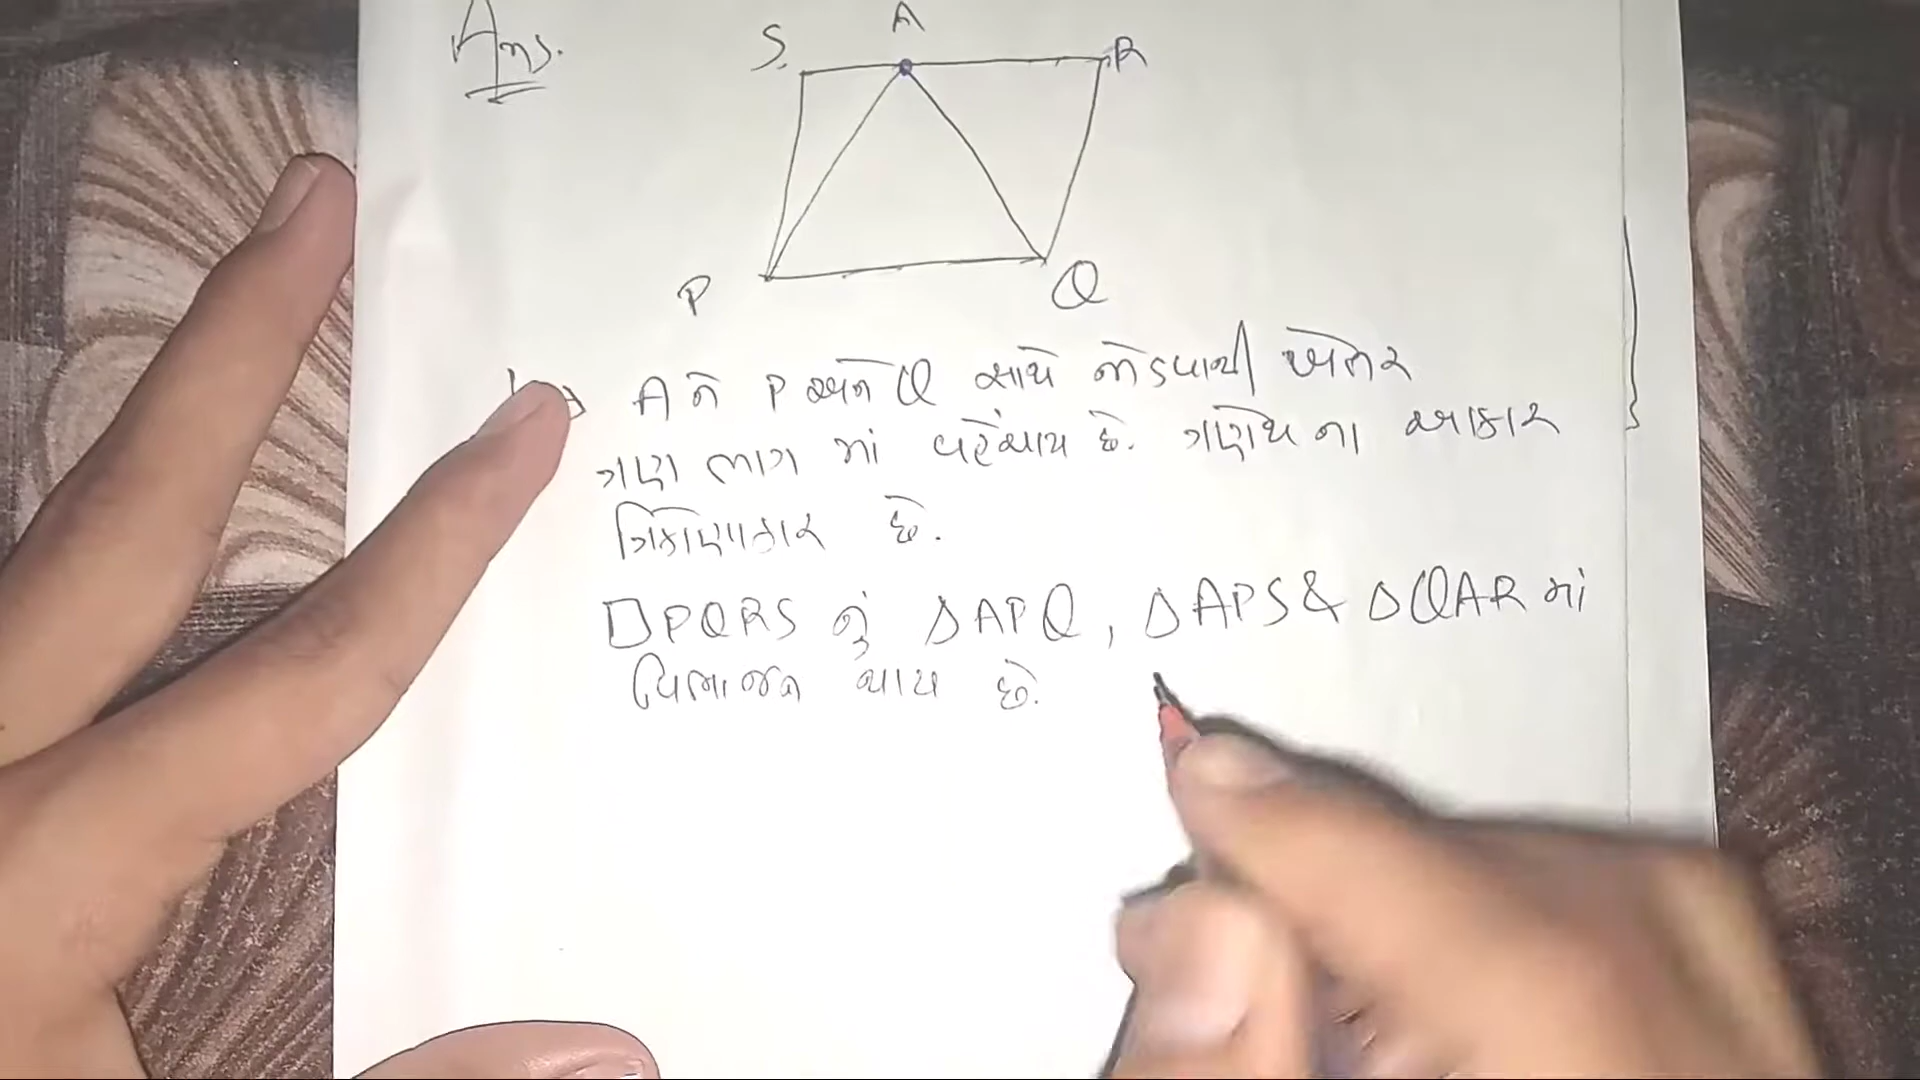 Ans.
S. A R
P Q
A ને P અને Q સાથે જોડવાથી ખેતર
ત્રણ ભાગ માં વહેંચાય છે. ત્રણેય ના આકાર
ત્રિકોણાકાર છે.
□PQRS નું △APQ, △APS & △QAR માં
વિભાજન થાય છે.